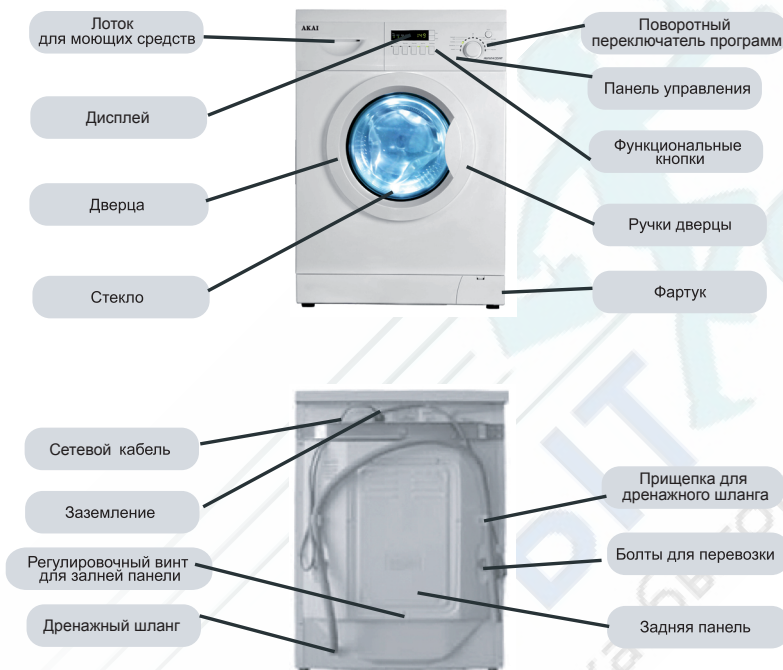 Лоток
для моющих средств
Дисплей
Дверца
Стекло
AKAI
Поворотный
переключатель программ
Панель управления
Функциональные
кнопки
Ручки дверцы
Фартук
Сетевой кабель
Заземление
Регулировочный винт
для залней панели
Дренажный шланг
Прищепка для
дренажного шланга
Болты для перевозки
Задняя панель